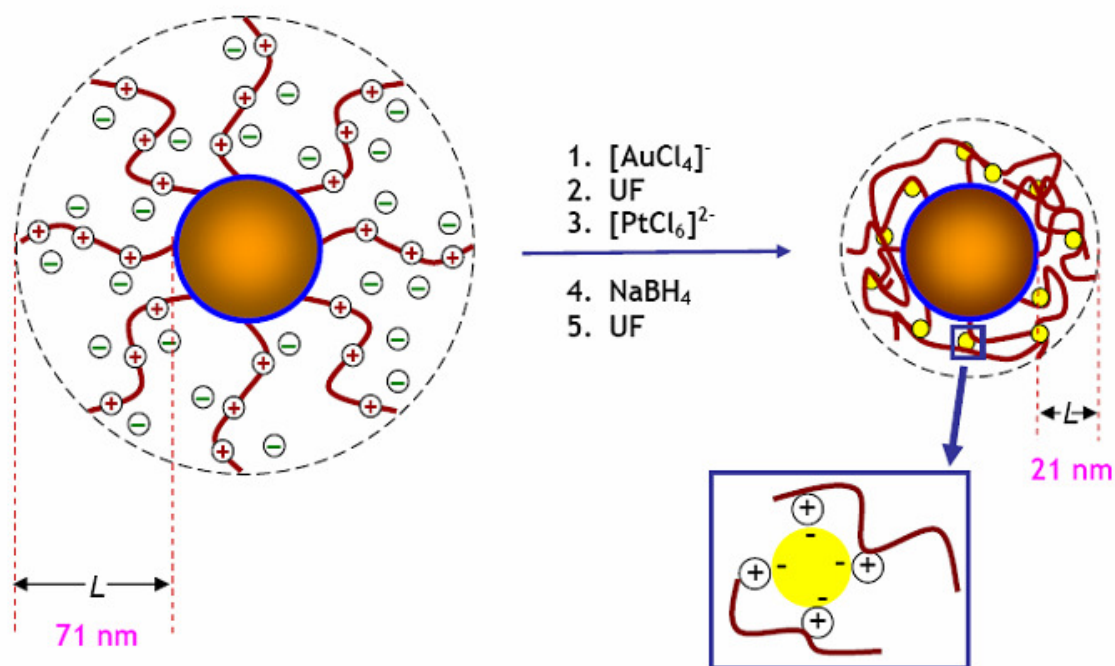 1. [AuCl₄]⁻
2. UF
3. [PtCl₆]²⁻
4. NaBH₄
5. UF
L
71 nm
L
21 nm